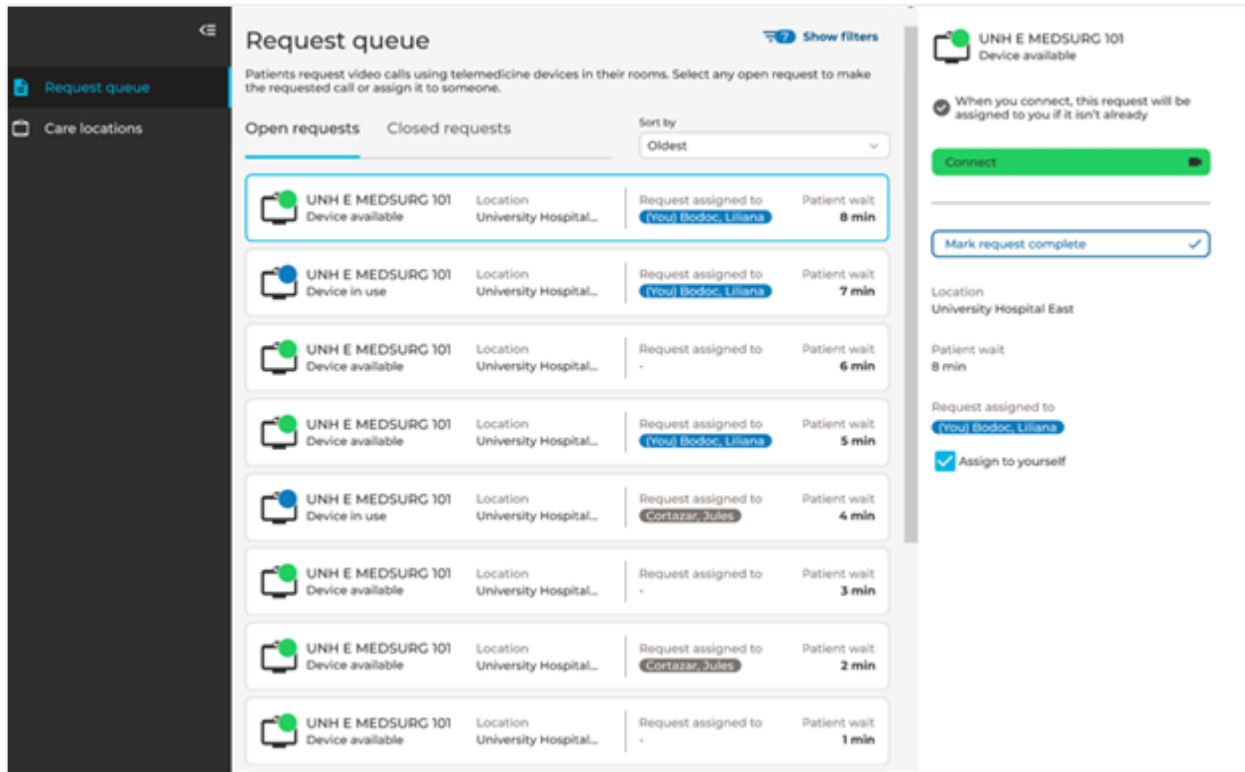 Request queue
Care locations
Request queue
7 Show filters
Patients request video calls using telemedicine devices in their rooms. Select any open request to make
the requested call or assign it to someone.
Open requests Closed requests
Sort by
Oldest
UNH E MEDSURG 101 Location Request assigned to Patient wait
Device available University Hospital... (You) Bodoc, Liliana 8 min
UNH E MEDSURG 101 Location Request assigned to Patient wait
Device in use University Hospital... (You) Bodoc, Liliana 7 min
UNH E MEDSURG 101 Location Request assigned to Patient wait
Device available University Hospital... - 6 min
UNH E MEDSURG 101 Location Request assigned to Patient wait
Device available University Hospital... (You) Bodoc, Liliana 5 min
UNH E MEDSURG 101 Location Request assigned to Patient wait
Device in use University Hospital... Cortazar, Jules 4 min
UNH E MEDSURG 101 Location Request assigned to Patient wait
Device available University Hospital... - 3 min
UNH E MEDSURG 101 Location Request assigned to Patient wait
Device available University Hospital... Cortazar, Jules 2 min
UNH E MEDSURG 101 Location Request assigned to Patient wait
Device available University Hospital... - 1 min
UNH E MEDSURG 101
Device available
When you connect, this request will be
assigned to you if it isn't already
Connect
Mark request complete
Location
University Hospital East
Patient wait
8 min
Request assigned to
(You) Bodoc, Liliana
Assign to yourself